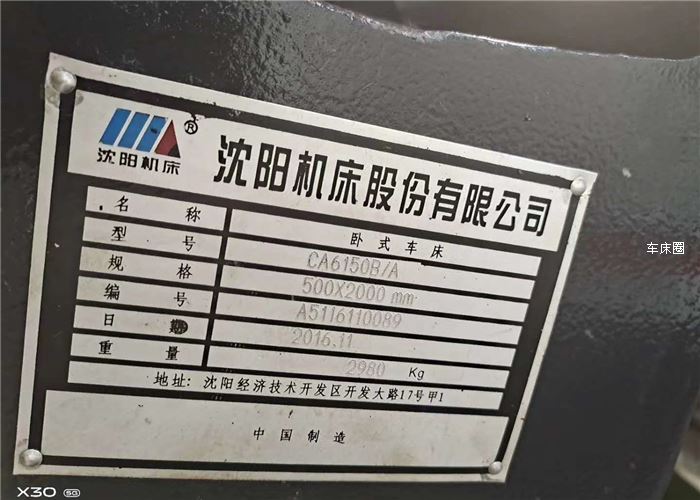 沈阳机床®
沈阳机床股份有限公司
名称 卧式车床
型号 CA6150B/A
规格 500X2000 mm
编号 A5116110089
日期 2016.11
重量 2980 Kg
地址: 沈阳经济技术开发区开发大路17号甲1
中国制造
车床圈
X30 5G